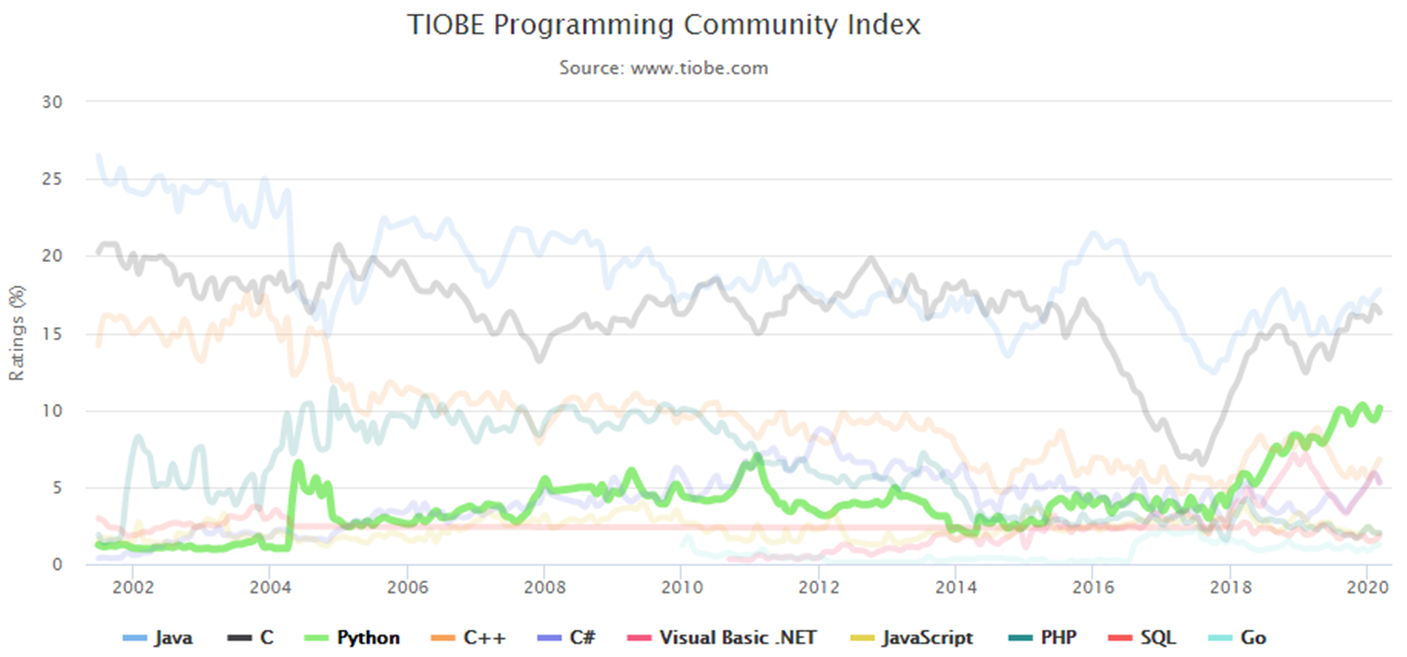 TIOBE Programming Community Index
Source: www.tiobe.com
30
25
20
15
10
5
0
Ratings (%)
2002 2004 2006 2008 2010 2012 2014 2016 2018 2020
Java C Python C++ C# Visual Basic .NET JavaScript PHP SQL Go